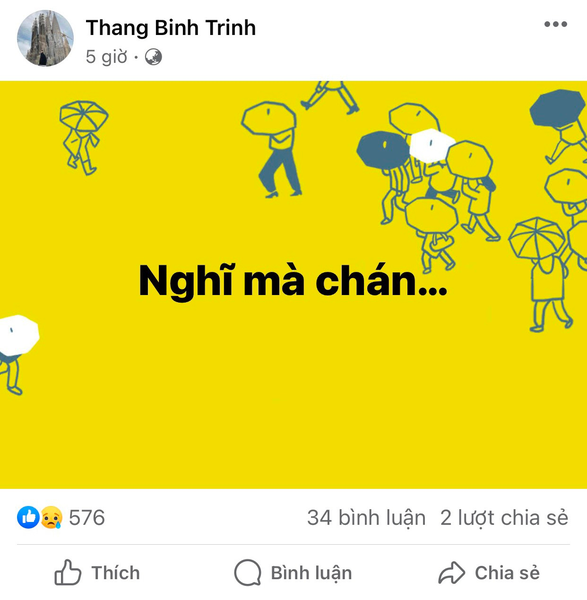 Thang Binh Trinh
5 giờ ·
Nghĩ mà chán...
576
34 bình luận 2 lượt chia sẻ
Thích
Bình luận
Chia sẻ